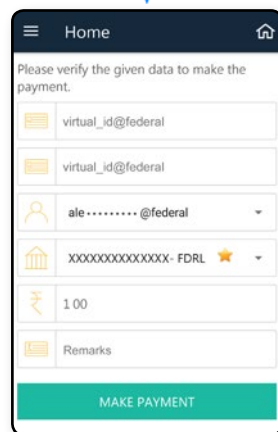 Home
Please verify the given data to make the
payment.
virtual_id@federal
virtual_id@federal
ale ••••••••• @federal
XXXXXXXXXXXXXX- FDRL
₹
1 00
Remarks
MAKE PAYMENT